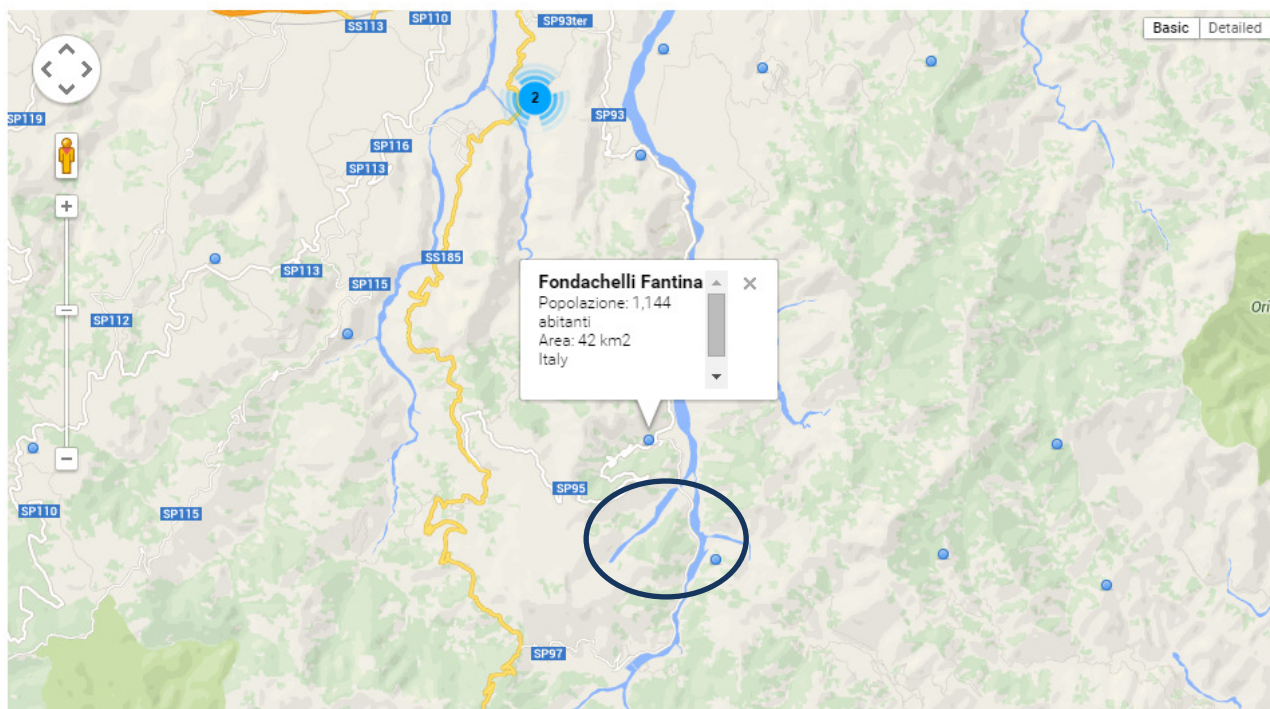 SP110
SS113
SP93ter
Basic
Detailed
2
SP119
SP93
SP116
SP113
SS185
SP113
SP115
Fondachelli Fantina
Popolazione: 1,144
abitanti
Area: 42 km2
Italy
SP112
Ori
SP95
SP110
SP115
SP97